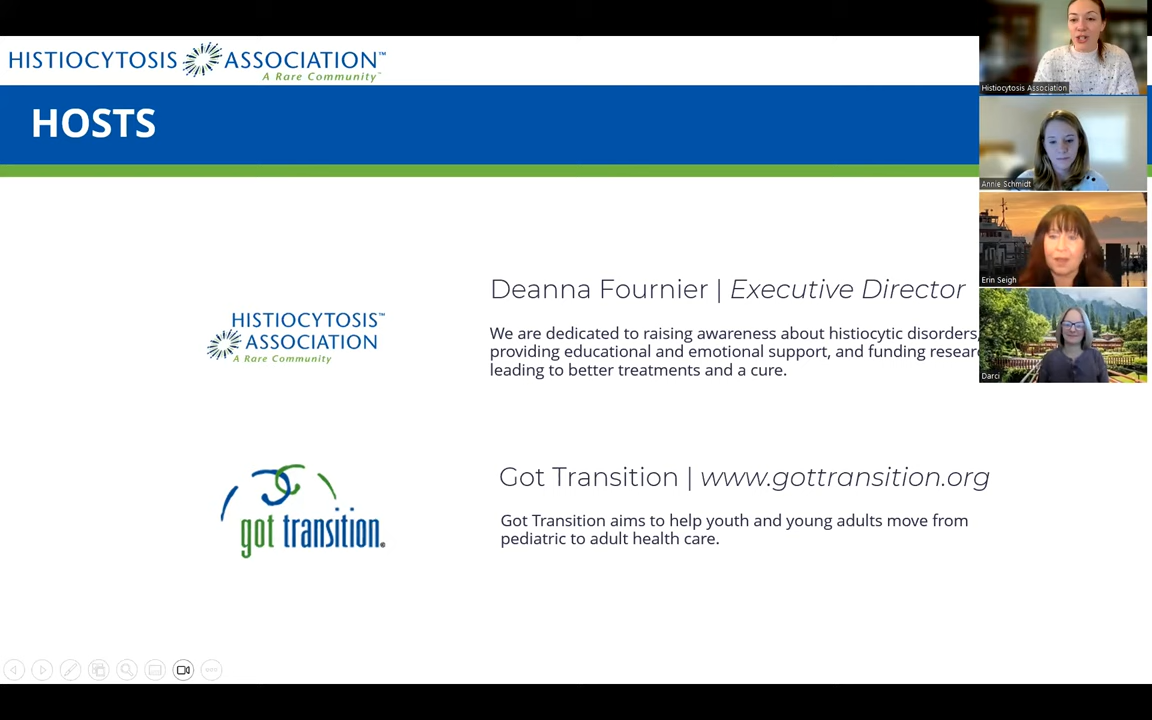 HISTIOCYTOSIS ASSOCIATION™
A Rare Community™
HOSTS
Histiocytosis Association
Annie Schmidt
Erin Seigh
Darci
HISTIOCYTOSIS™
ASSOCIATION
A Rare Community
Deanna Fournier | Executive Director
We are dedicated to raising awareness about histiocytic disorders,
providing educational and emotional support, and funding resear
leading to better treatments and a cure.
got transition®
Got Transition | www.gottransition.org
Got Transition aims to help youth and young adults move from
pediatric to adult health care.